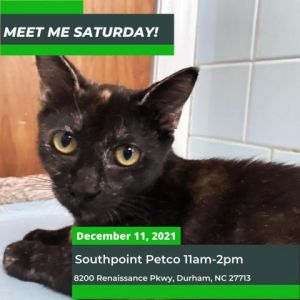 MEET ME SATURDAY!
December 11, 2021
Southpoint Petco 11am-2pm
8200 Renaissance Pkwy, Durham, NC 27713